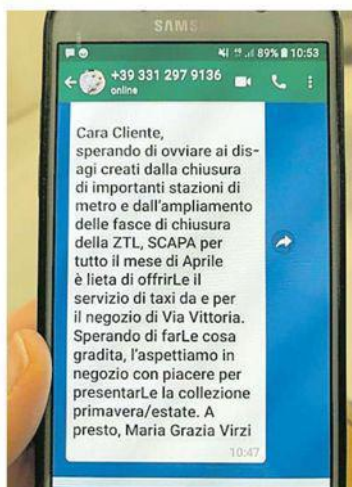 SAMS
89% 10:53
+39 331 297 9136
online
Cara Cliente,
sperando di ovviare ai dis-
agi creati dalla chiusura
di importanti stazioni di
metro e dall'ampliamento
delle fasce di chiusura
della ZTL, SCAPA per
tutto il mese di Aprile
è lieta di offrirLe il
servizio di taxi da e per
il negozio di Via Vittoria.
Sperando di farLe cosa
gradita, l'aspettiamo in
negozio con piacere per
presentarLe la collezione
primavera/estate. A
presto, Maria Grazia Virzì
10:47